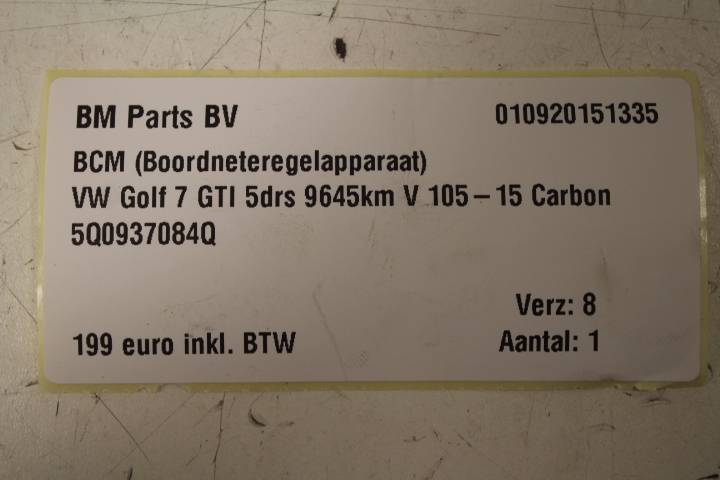 BM Parts BV 010920151335
BCM (Boordneteregelapparaat)
VW Golf 7 GTI 5drs 9645km V 105-15 Carbon
5Q0937084Q
Verz: 8
199 euro inkl. BTW Aantal: 1